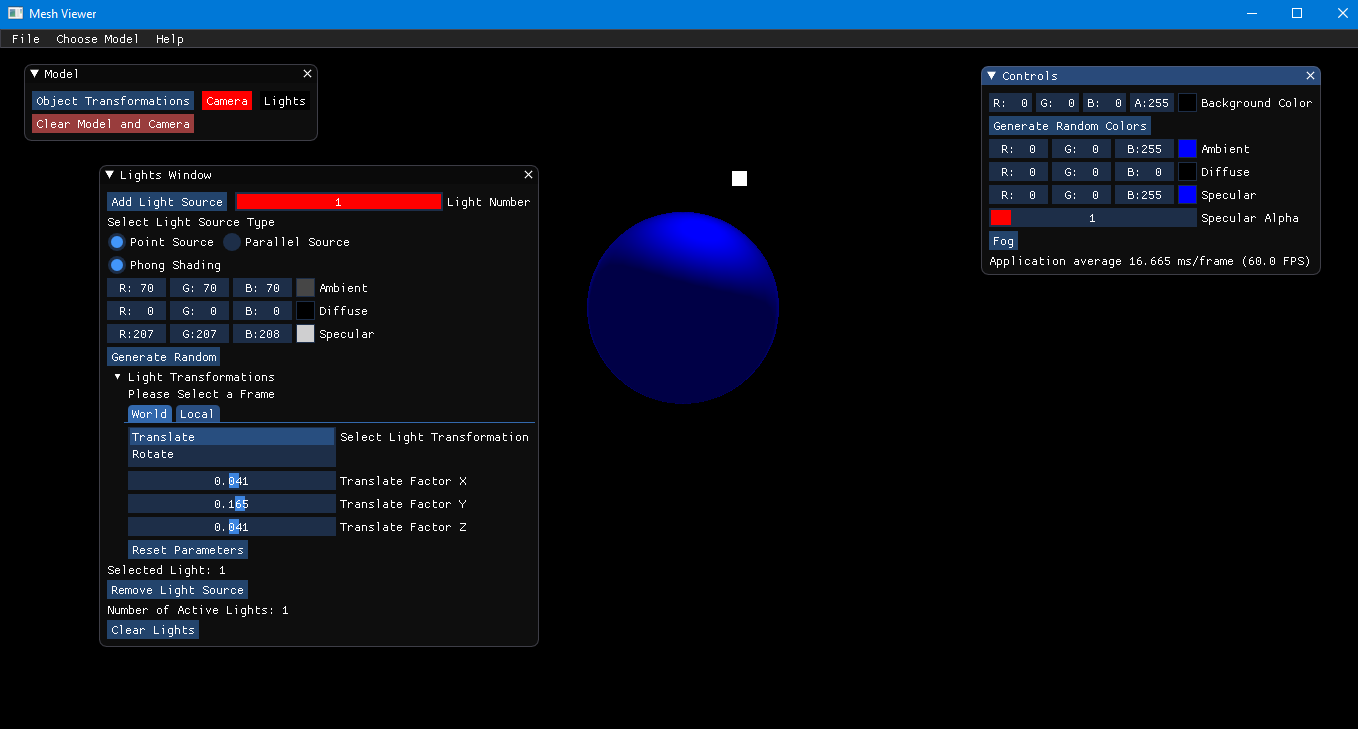 Mesh Viewer
File Choose Model Help
Model
Object Transformations Camera Lights
Clear Model and Camera
Lights Window
Add Light Source 1 Light Number
Select Light Source Type
Point Source Parallel Source
Phong Shading
R: 70 G: 70 B: 70 Ambient
R: 0 G: 0 B: 0 Diffuse
R:207 G:207 B:208 Specular
Generate Random
Light Transformations
Please Select a Frame
World Local
Translate Select Light Transformation
Rotate
0.041 Translate Factor X
0.165 Translate Factor Y
0.041 Translate Factor Z
Reset Parameters
Selected Light: 1
Remove Light Source
Number of Active Lights: 1
Clear Lights
Controls
R: 0 G: 0 B: 0 A:255 Background Color
Generate Random Colors
R: 0 G: 0 B:255 Ambient
R: 0 G: 0 B: 0 Diffuse
R: 0 G: 0 B:255 Specular
1 Specular Alpha
Fog
Application average 16.665 ms/frame (60.0 FPS)